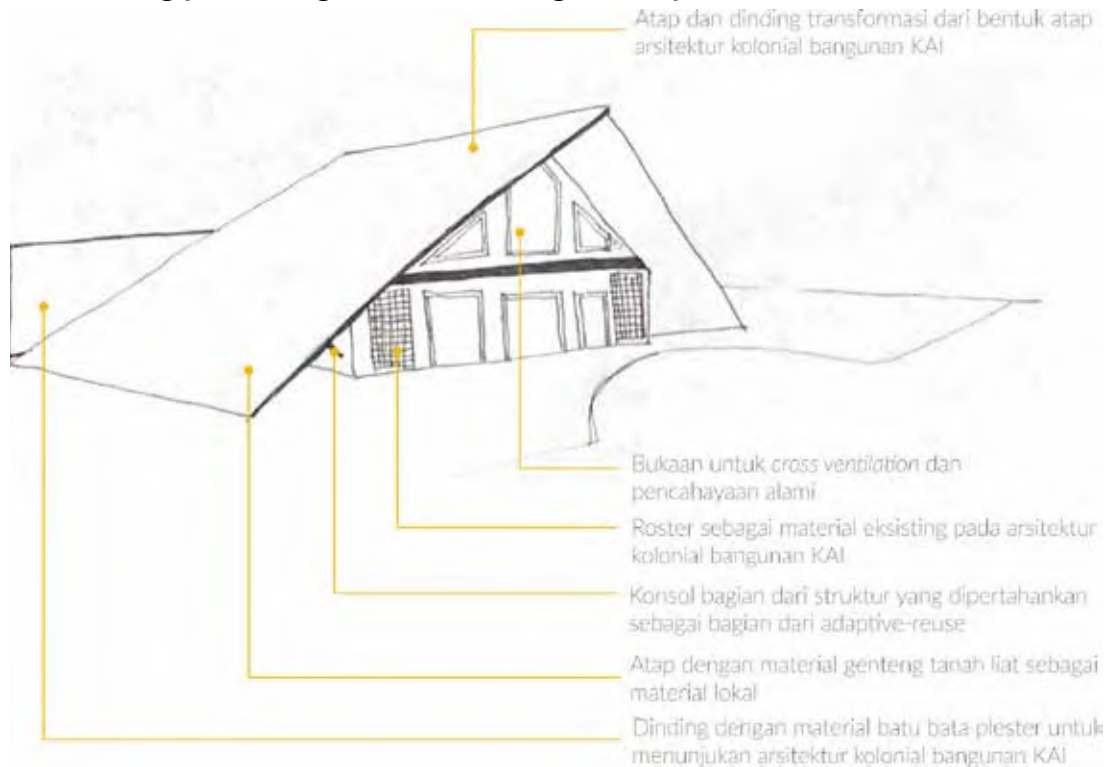 Atap dan dinding transformasi dari bentuk atap
arsitektur kolonial bangunan KAI
Bukaan untuk cross ventilation dan
pencahayaan alami
Roster sebagai material eksisting pada arsitektur
kolonial bangunan KAI
Konsol bagian dari struktur yang dipertahankan
sebagai bagian dari adaptive-reuse
Atap dengan material genteng tanah liat sebagai
material lokal
Dinding dengan material batu bata plester untuk
menunjukan arsitektur kolonial bangunan KAI